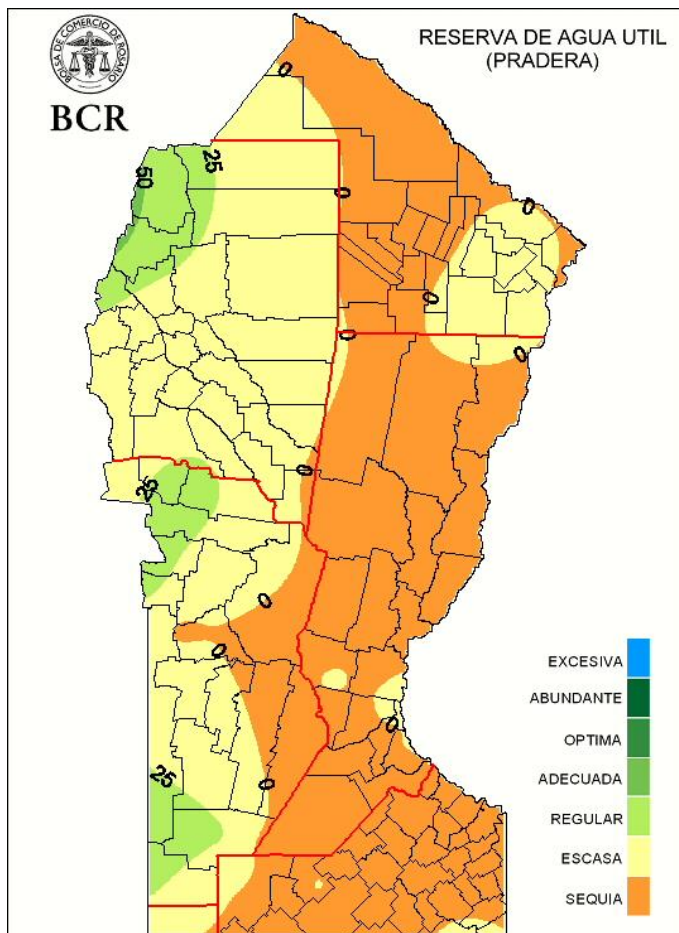 BOLSA DE COMERCIO DE ROSARIO
BCR
RESERVA DE AGUA UTIL
(PRADERA)
0
50
25
0
0
0
0
0
0
25
0
0
0
25
0
EXCESIVA
ABUNDANTE
OPTIMA
ADECUADA
REGULAR
ESCASA
SEQUIA